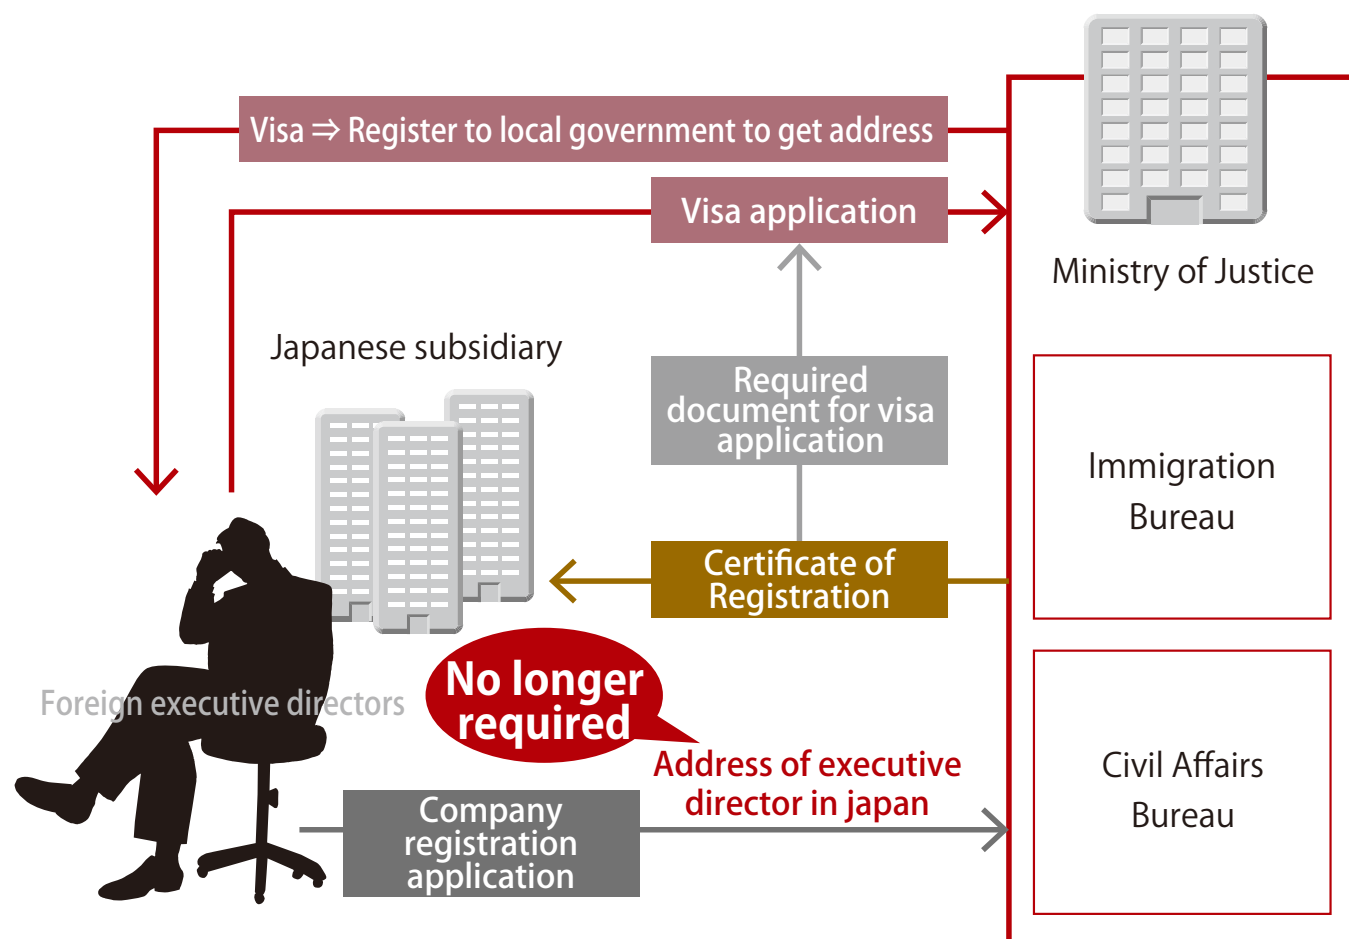 Visa ⇒ Register to local government to get address
Visa application
Ministry of Justice
Japanese subsidiary
Required
document for visa
application
Immigration
Bureau
Certificate of
Registration
No longer
required
Foreign executive directors
Address of executive
director in japan
Civil Affairs
Bureau
Company
registration
application